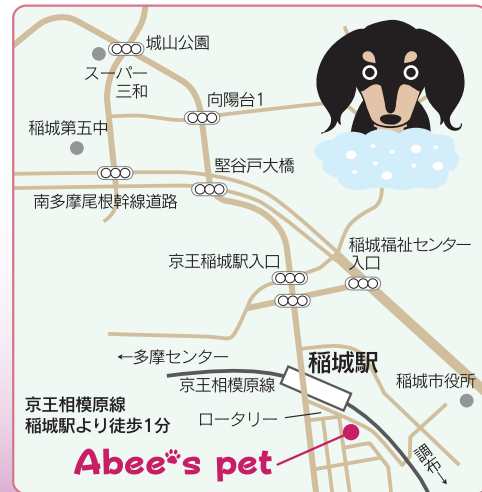 城山公園
スーパー
三和
向陽台1
稲城第五中
堅谷戸大橋
南多摩尾根幹線道路
稲城福祉センター
入口
京王稲城駅入口
←多摩センター
稲城駅
京王相模原線
稲城市役所
京王相模原線
稲城駅より徒歩1分
ロータリー
調布→
Abee's pet